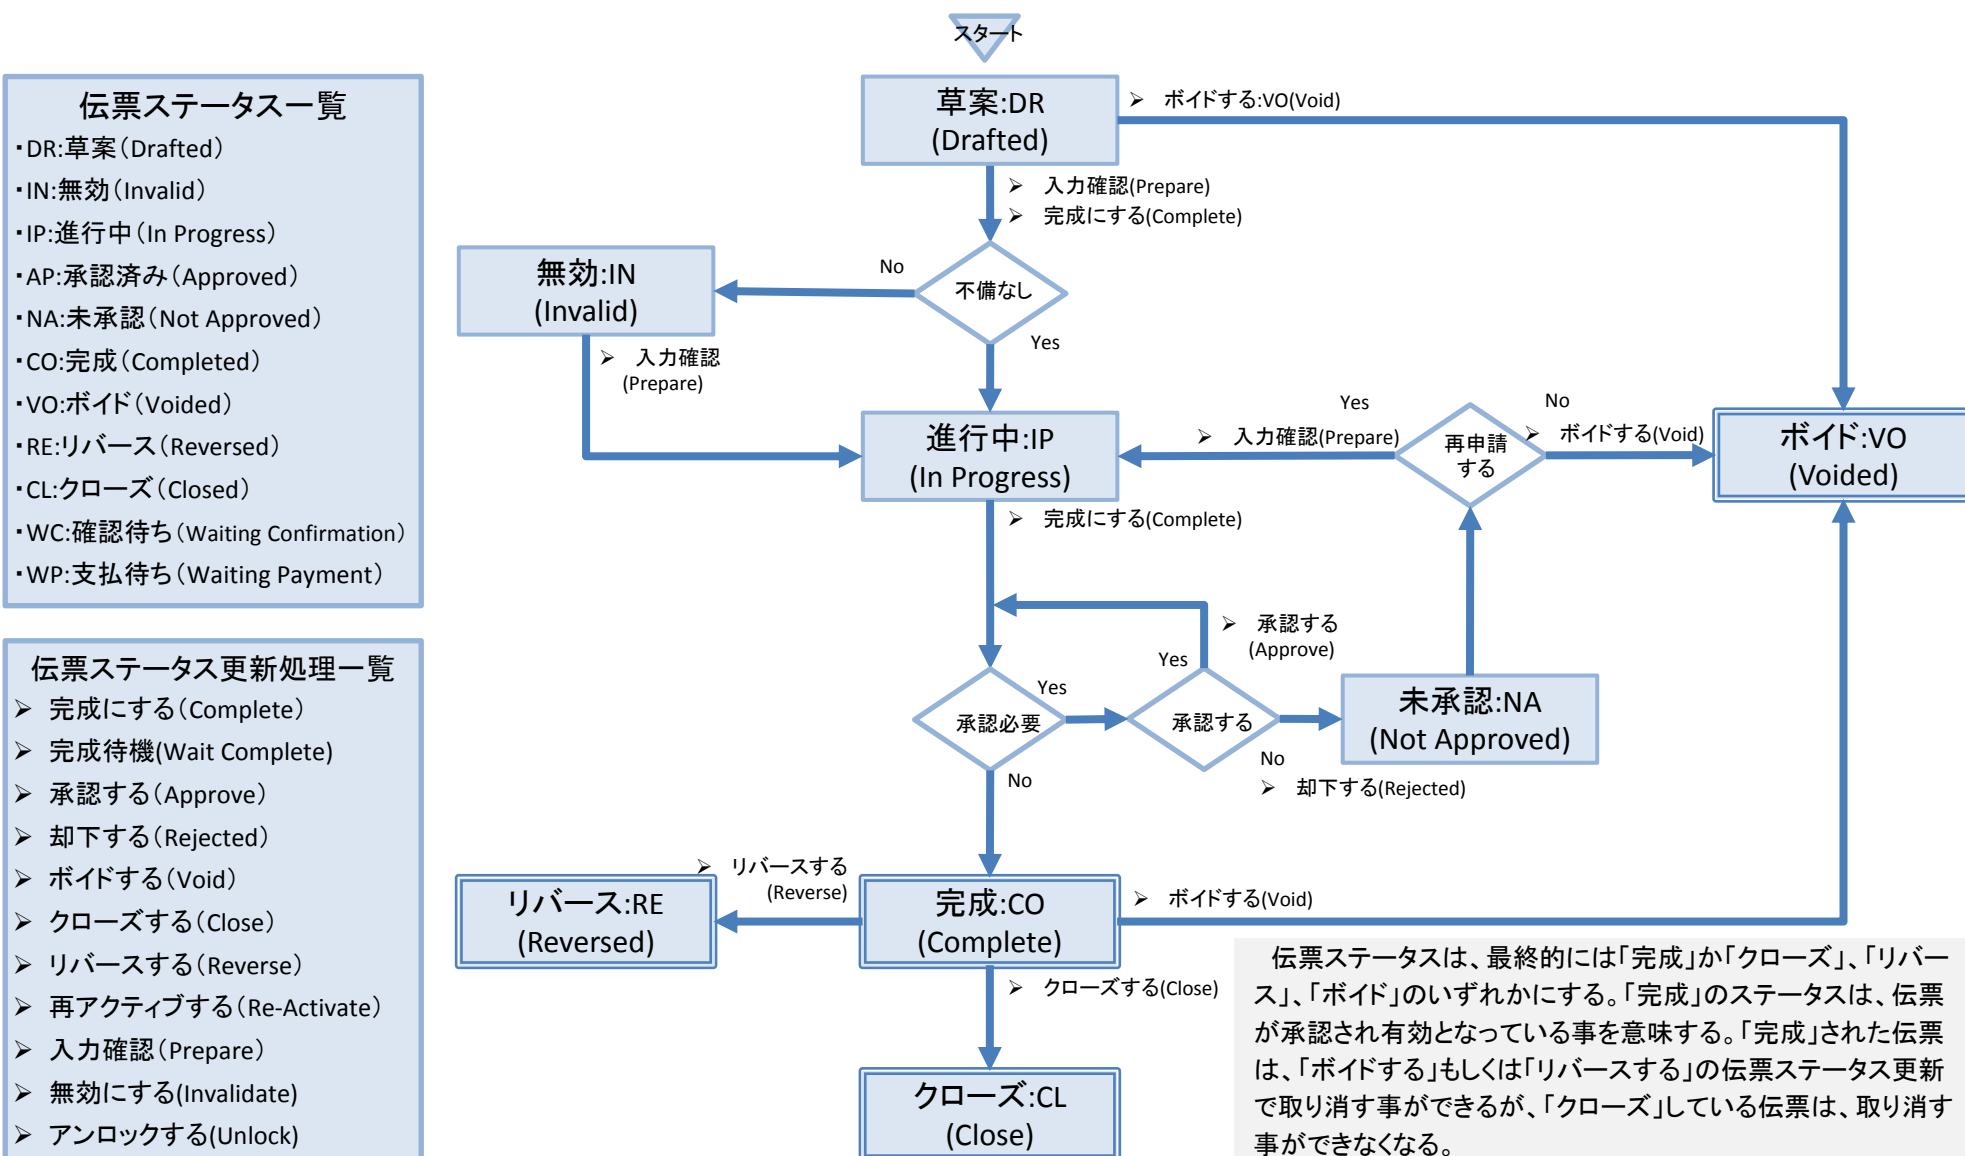 スタート
伝票ステータス一覧
・DR:草案（Drafted）
・IN:無効（Invalid）
・IP:進行中（In Progress）
・AP:承認済み（Approved）
・NA:未承認（Not Approved）
・CO:完成（Completed）
・VO:ボイド（Voided）
・RE:リバース（Reversed）
・CL:クローズ（Closed）
・WC:確認待ち（Waiting Confirmation）
・WP:支払待ち（Waiting Payment）
伝票ステータス更新処理一覧
➢ 完成にする（Complete）
➢ 完成待機(Wait Complete)
➢ 承認する（Approve）
➢ 却下する（Rejected）
➢ ボイドする（Void）
➢ クローズする（Close）
➢ リバースする（Reverse）
➢ 再アクティブする（Re-Activate）
➢ 入力確認（Prepare）
➢ 無効にする(Invalidate)
➢ アンロックする(Unlock)
草案:DR
(Drafted)
➢ ボイドする:VO(Void)
➢ 入力確認(Prepare)
➢ 完成にする(Complete)
不備なし
No
Yes
無効:IN
(Invalid)
➢ 入力確認
(Prepare)
進行中:IP
(In Progress)
Yes
➢ 入力確認(Prepare)
再申請
する
No
➢ ボイドする(Void)
ボイド:VO
(Voided)
➢ 完成にする(Complete)
➢ 承認する
(Approve)
承認必要
Yes
No
承認する
Yes
No
➢ 却下する(Rejected)
未承認:NA
(Not Approved)
➢ リバースする
(Reverse)
リバース:RE
(Reversed)
完成:CO
(Complete)
➢ ボイドする(Void)
➢ クローズする(Close)
クローズ:CL
(Close)
伝票ステータスは、最終的には「完成」か「クローズ」、「リバー
ス」、「ボイド」のいずれかにする。「完成」のステータスは、伝票
が承認され有効となっている事を意味する。「完成」された伝票
は、「ボイドする」もしくは「リバースする」の伝票ステータス更新
で取り消す事ができるが、「クローズ」している伝票は、取り消す
事ができなくなる。